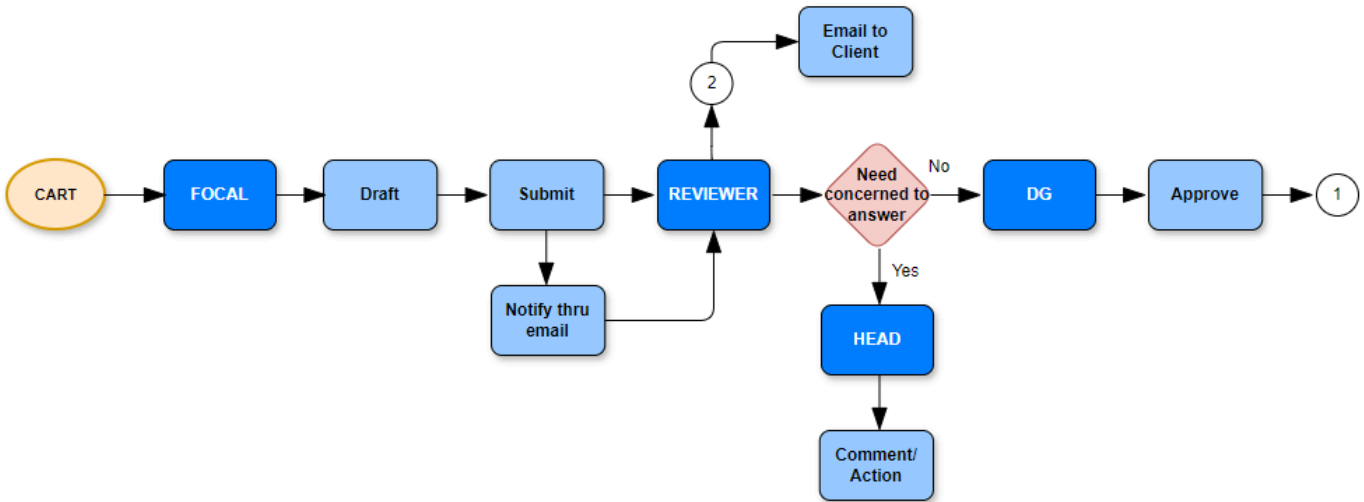 Email to
Client
2
CART
FOCAL
Draft
Submit
REVIEWER
Need
concerned to
answer
No
DG
Approve
1
Yes
Notify thru
email
HEAD
Comment/
Action